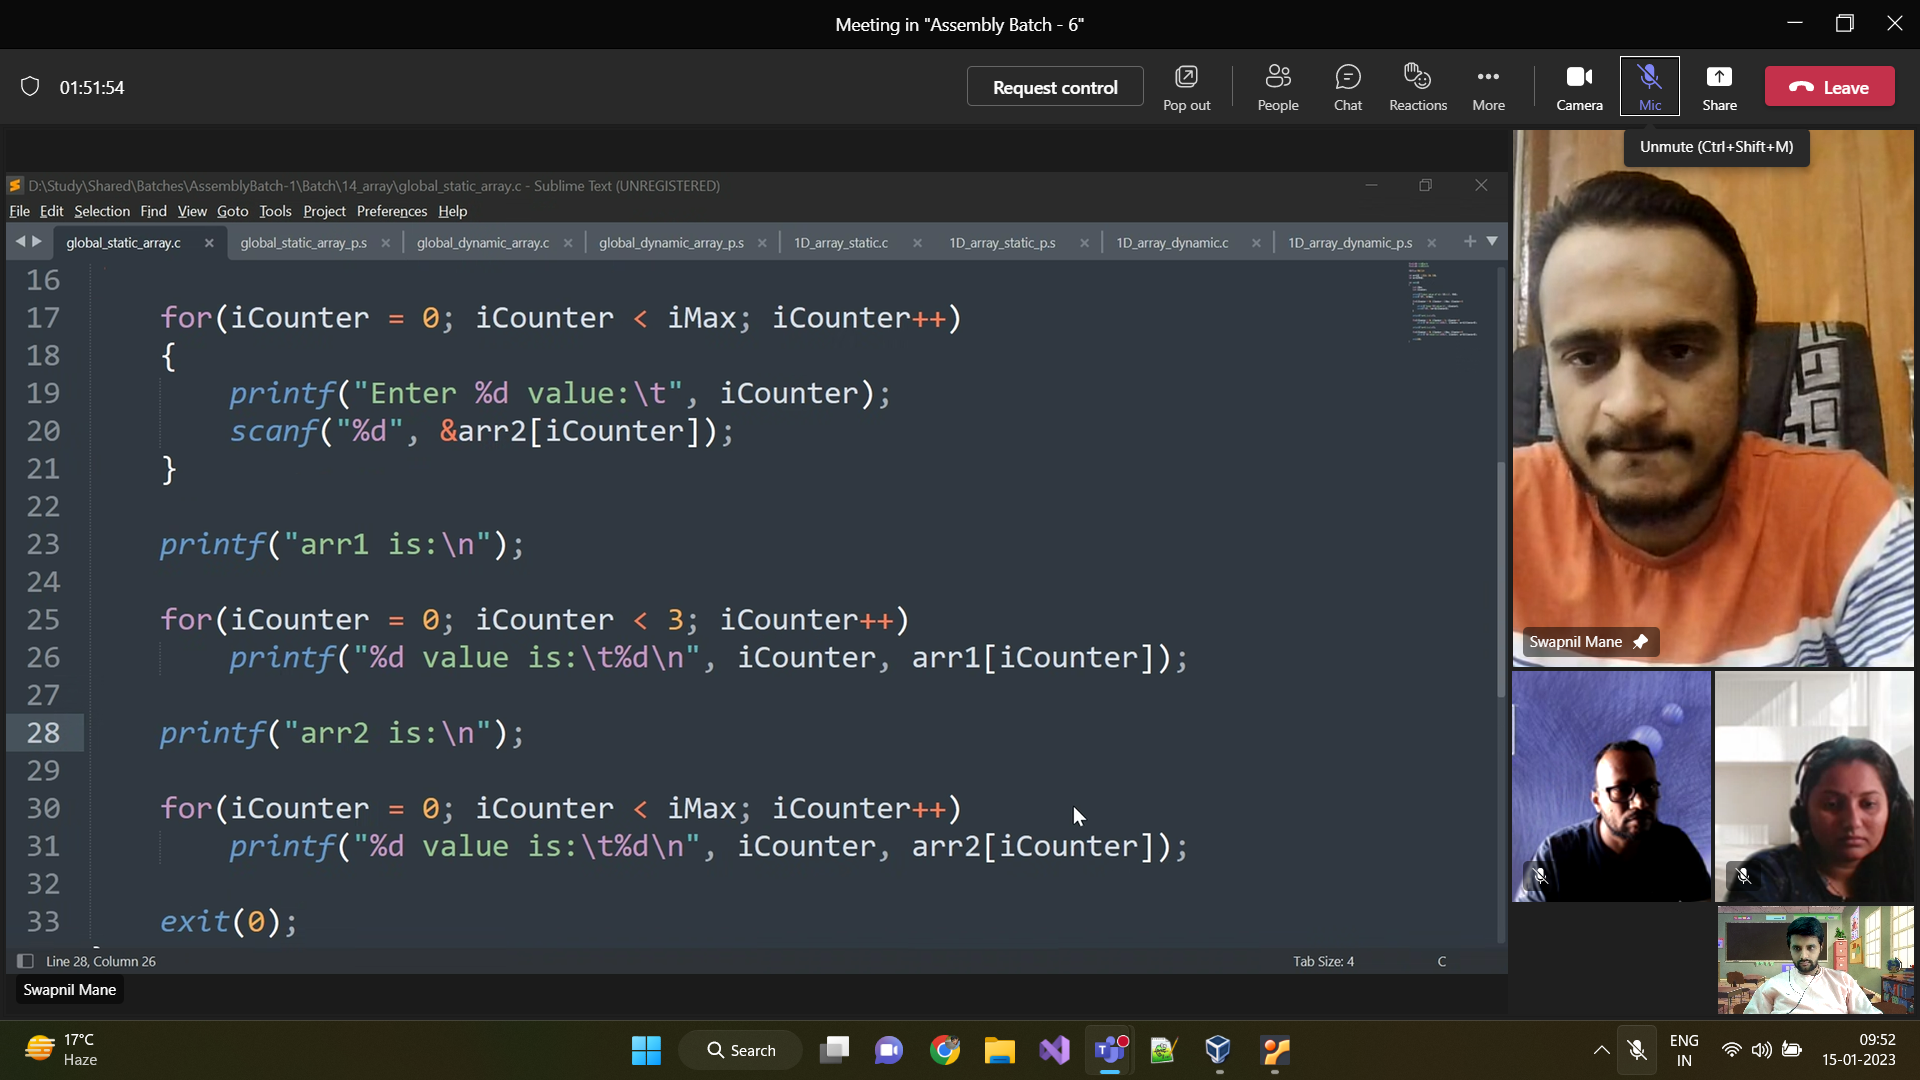 Meeting in "Assembly Batch - 6"
01:51:54
Request control
Pop out
People
Chat
Reactions
More
Camera
Mic
Share
Leave
Unmute (Ctrl+Shift+M)
D:\Study\Shared\Batches\AssemblyBatch-1\Batch\14_array\global_static_array.c - Sublime Text (UNREGISTERED)
File Edit Selection Find View Goto Tools Project Preferences Help
global_static_array.c global_static_array_p.s global_dynamic_array.c global_dynamic_array_p.s 1D_array_static.c 1D_array_static_p.s 1D_array_dynamic.c 1D_array_dynamic_p.s
16
17 for(iCounter = 0; iCounter < iMax; iCounter++)
18 {
19 printf("Enter %d value:\t", iCounter);
20 scanf("%d", &arr2[iCounter]);
21 }
22
23 printf("arr1 is:\n");
24
25 for(iCounter = 0; iCounter < 3; iCounter++)
26 printf("%d value is:\t%d\n", iCounter, arr1[iCounter]);
27
28 printf("arr2 is:\n");
29
30 for(iCounter = 0; iCounter < iMax; iCounter++)
31 printf("%d value is:\t%d\n", iCounter, arr2[iCounter]);
32
33 exit(0);
Line 28, Column 26
Tab Size: 4
C
Swapnil Mane
Swapnil Mane
17°C
Haze
Search
ENG
IN
09:52
15-01-2023